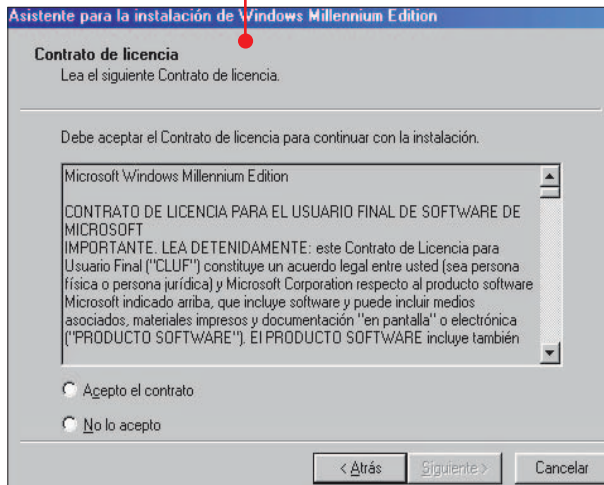 Asistente para la instalación de Windows Millennium Edition
Contrato de licencia
Lea el siguiente Contrato de licencia.
Debe aceptar el Contrato de licencia para continuar con la instalación.
Microsoft Windows Millennium Edition
CONTRATO DE LICENCIA PARA EL USUARIO FINAL DE SOFTWARE DE
MICROSOFT
IMPORTANTE. LEA DETENIDAMENTE: este Contrato de Licencia para
Usuario Final ("CLUF") constituye un acuerdo legal entre usted (sea persona
física o persona jurídica) y Microsoft Corporation respecto al producto software
Microsoft indicado arriba, que incluye software y puede incluir medios
asociados, materiales impresos y documentación "en pantalla" o electrónica
("PRODUCTO SOFTWARE"). El PRODUCTO SOFTWARE incluye también
Acepto el contrato
No lo acepto
< Atrás Siguiente > Cancelar